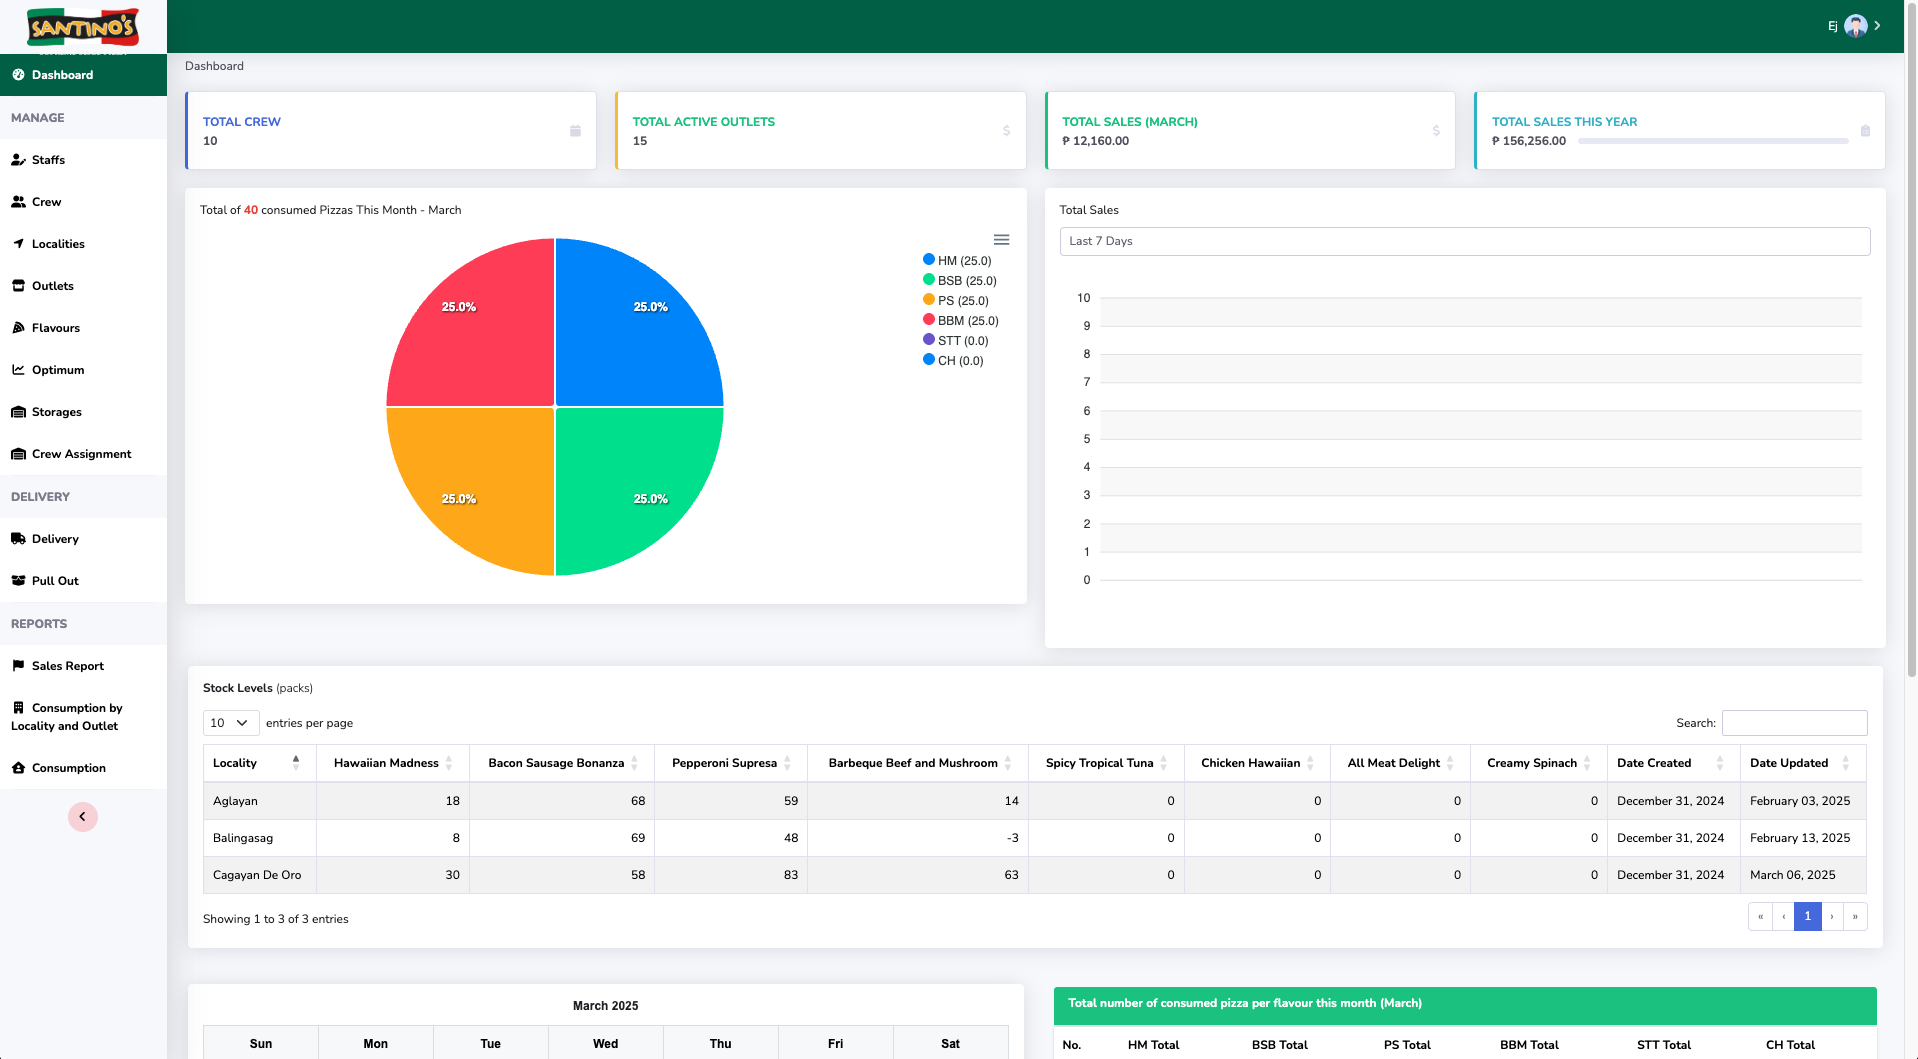 SANTINO'S
Ej
Dashboard
Dashboard
MANAGE
Staffs
Crew
Localities
Outlets
Flavours
Optimum
Storages
Crew Assignment
DELIVERY
Delivery
Pull Out
REPORTS
Sales Report
Consumption by
Locality and Outlet
Consumption
TOTAL CREW
10
TOTAL ACTIVE OUTLETS
15
TOTAL SALES (MARCH)
₱ 12,160.00
TOTAL SALES THIS YEAR
₱ 156,256.00
Total of 40 consumed Pizzas This Month - March
25.0% 25.0%
25.0% 25.0%
HM (25.0)
BSB (25.0)
PS (25.0)
BBM (25.0)
STT (0.0)
CH (0.0)
Total Sales
Last 7 Days
10
9
8
7
6
5
4
3
2
1
0
Stock Levels (packs)
10 entries per page
Search:
Locality Hawaiian Madness Bacon Sausage Bonanza Pepperoni Supresa Barbeque Beef and Mushroom Spicy Tropical Tuna Chicken Hawaiian All Meat Delight Creamy Spinach Date Created Date Updated
Aglayan 18 68 59 14 0 0 0 0 December 31, 2024 February 03, 2025
Balingasag 8 69 48 -3 0 0 0 0 December 31, 2024 February 13, 2025
Cagayan De Oro 30 58 83 63 0 0 0 0 December 31, 2024 March 06, 2025
Showing 1 to 3 of 3 entries
« ‹ 1 › »
March 2025
Sun Mon Tue Wed Thu Fri Sat
Total number of consumed pizza per flavour this month (March)
No. HM Total BSB Total PS Total BBM Total STT Total CH Total